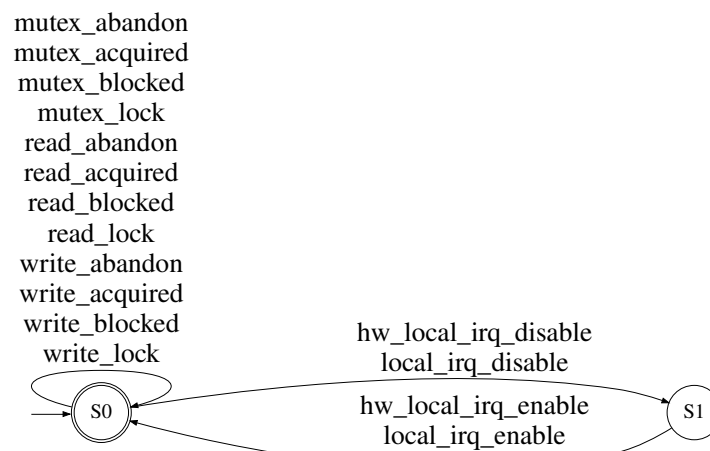 mutex_abandon
mutex_acquired
mutex_blocked
mutex_lock
read_abandon
read_acquired
read_blocked
read_lock
write_abandon
write_acquired
write_blocked
write_lock
hw_local_irq_disable
local_irq_disable
S0
hw_local_irq_enable
local_irq_enable
S1